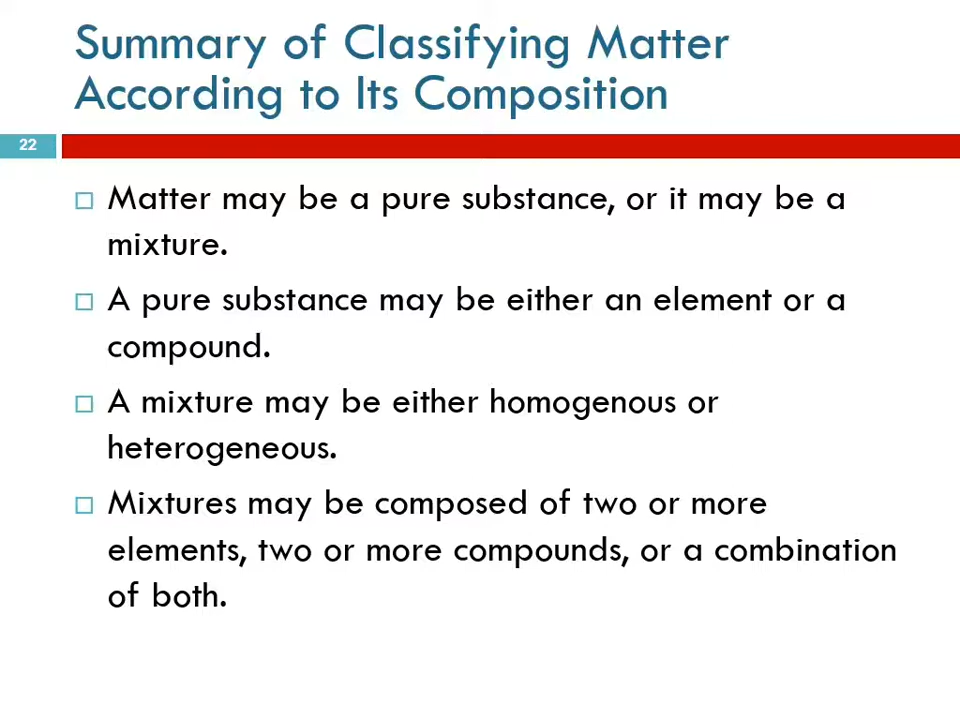 Summary of Classifying Matter
According to Its Composition
22
Matter may be a pure substance, or it may be a
mixture.
A pure substance may be either an element or a
compound.
A mixture may be either homogenous or
heterogeneous.
Mixtures may be composed of two or more
elements, two or more compounds, or a combination
of both.